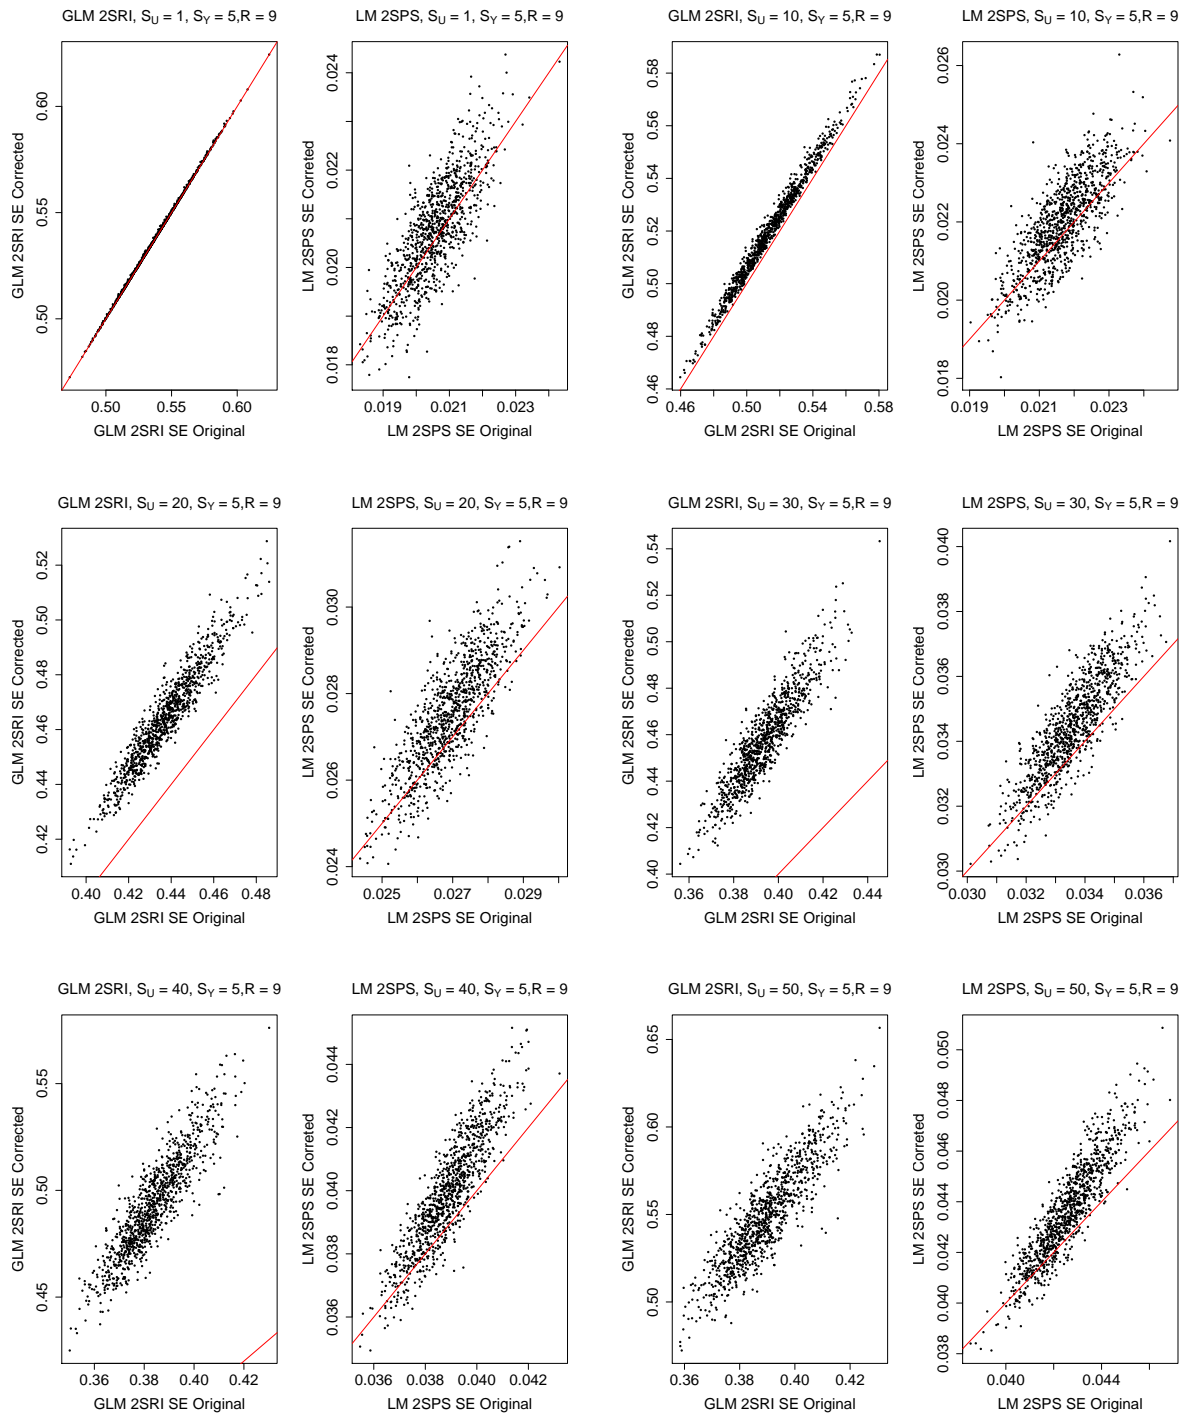 GLM 2SRI, S_U = 1, S_Y = 5,R = 9
GLM 2SRI SE Corrected
0.50 0.55 0.60
0.50 0.55 0.60
GLM 2SRI SE Original
LM 2SPS, S_U = 1, S_Y = 5,R = 9
LM 2SPS SE Correted
0.018 0.020 0.022 0.024
0.019 0.021 0.023
LM 2SPS SE Original
GLM 2SRI, S_U = 10, S_Y = 5,R = 9
GLM 2SRI SE Corrected
0.46 0.48 0.50 0.52 0.54 0.56 0.58
0.46 0.50 0.54 0.58
GLM 2SRI SE Original
LM 2SPS, S_U = 10, S_Y = 5,R = 9
LM 2SPS SE Correted
0.018 0.020 0.022 0.024 0.026
0.019 0.021 0.023
LM 2SPS SE Original
GLM 2SRI, S_U = 20, S_Y = 5,R = 9
GLM 2SRI SE Corrected
0.42 0.44 0.46 0.48 0.50 0.52
0.40 0.42 0.44 0.46 0.48
GLM 2SRI SE Original
LM 2SPS, S_U = 20, S_Y = 5,R = 9
LM 2SPS SE Correted
0.024 0.026 0.028 0.030
0.025 0.027 0.029
LM 2SPS SE Original
GLM 2SRI, S_U = 30, S_Y = 5,R = 9
GLM 2SRI SE Corrected
0.40 0.42 0.44 0.46 0.48 0.50 0.52 0.54
0.36 0.38 0.40 0.42 0.44
GLM 2SRI SE Original
LM 2SPS, S_U = 30, S_Y = 5,R = 9
LM 2SPS SE Correted
0.030 0.032 0.034 0.036 0.038 0.040
0.030 0.032 0.034 0.036
LM 2SPS SE Original
GLM 2SRI, S_U = 40, S_Y = 5,R = 9
GLM 2SRI SE Corrected
0.45 0.50 0.55
0.36 0.38 0.40 0.42
GLM 2SRI SE Original
LM 2SPS, S_U = 40, S_Y = 5,R = 9
LM 2SPS SE Correted
0.036 0.038 0.040 0.042 0.044
0.036 0.038 0.040 0.042
LM 2SPS SE Original
GLM 2SRI, S_U = 50, S_Y = 5,R = 9
GLM 2SRI SE Corrected
0.50 0.55 0.60 0.65
0.36 0.38 0.40 0.42
GLM 2SRI SE Original
LM 2SPS, S_U = 50, S_Y = 5,R = 9
LM 2SPS SE Correted
0.038 0.040 0.042 0.044 0.046 0.048 0.050
0.040 0.044
LM 2SPS SE Original